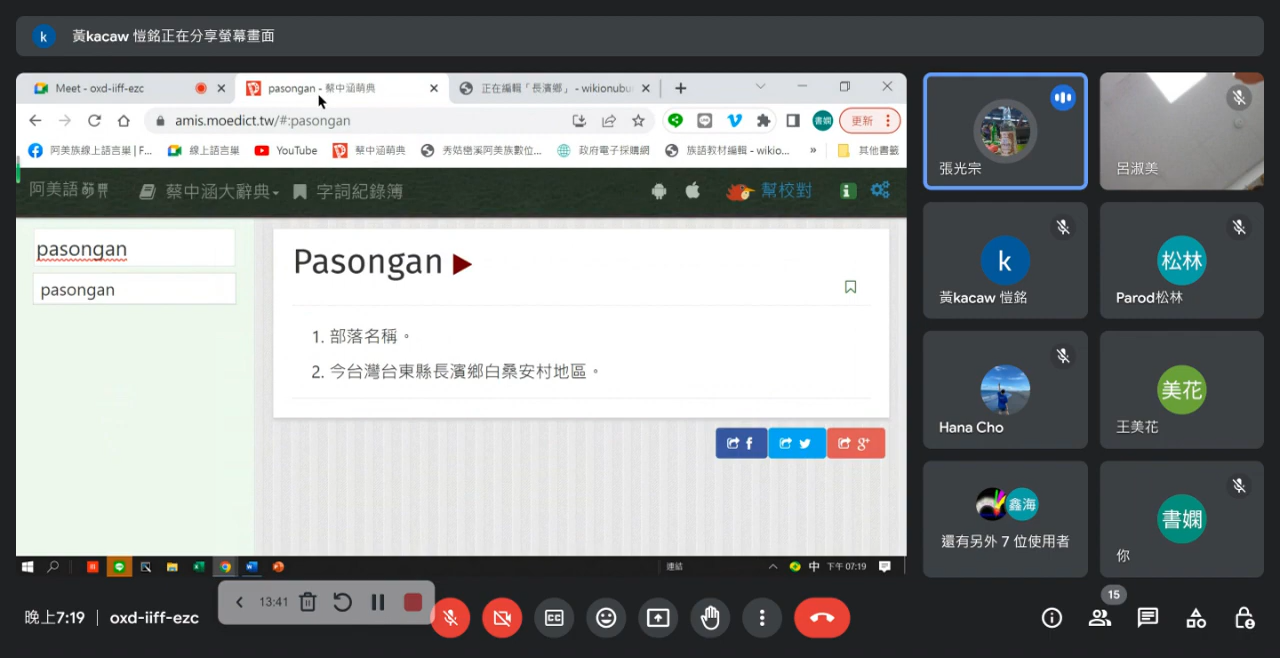 k 黃kacaw 愷銘正在分享螢幕畫面
Meet - oxd-iiff-ezc
pasongan - 蔡中涵萌典
正在編輯「長濱鄉」 - wikionubu
amis.moedict.tw/#:pasongan
書嫻
更新
阿美族線上語言巢 | F...
線上語言巢
YouTube
蔡中涵萌典
秀姑巒溪阿美族數位...
政府電子採購網
族語教材編輯 - wikio...
»
其他書籤
阿美語萌典
蔡中涵大辭典
字詞紀錄簿
幫校對
pasongan
pasongan
Pasongan
1. 部落名稱。
2. 今台灣台東縣長濱鄉白桑安村地區。
連結
中
下午 07:19
張光宗
呂淑美
k
黃kacaw 愷銘
松林
Parod松林
Hana Cho
美花
王美花
鑫海
還有另外 7 位使用者
書嫻
你
晚上7:19 | oxd-iiff-ezc
13:41
15